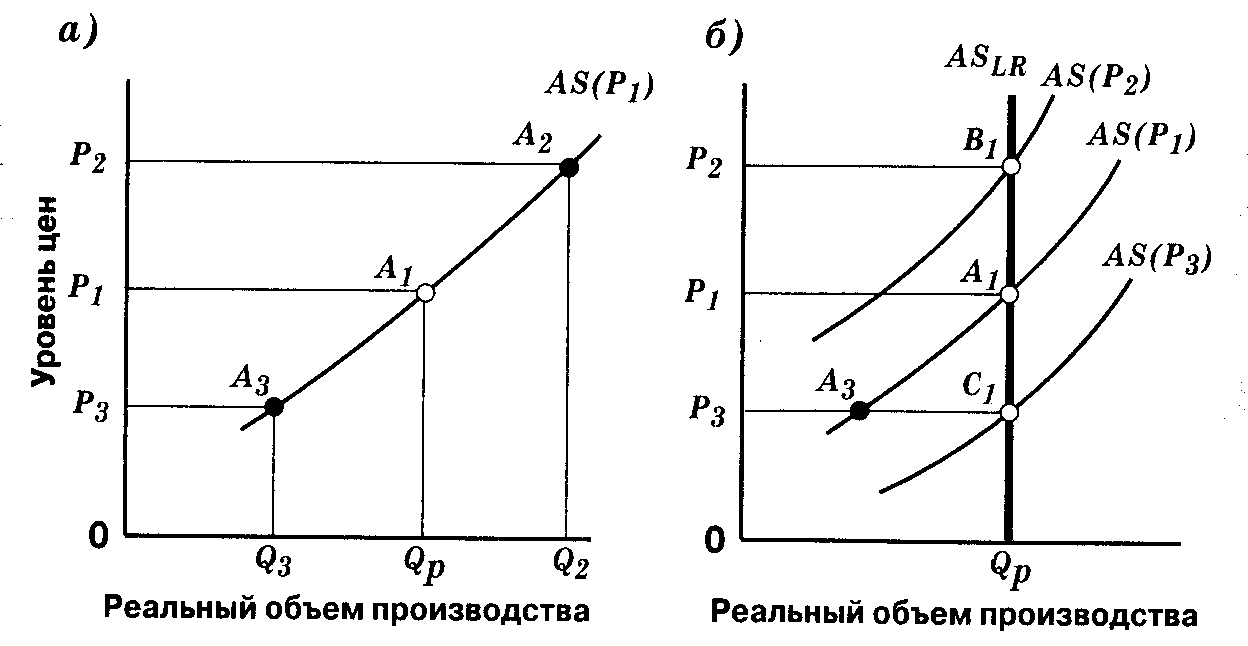 а)
AS(P1)
A2
P2
A1
P1
A3
P3
0
Q3 Qp Q2
Уровень цен
Реальный объем производства
б)
ASLR AS(P2)
B1
AS(P1)
P2
A1
AS(P3)
P1
A3
C1
P3
0
Qp
Реальный объем производства